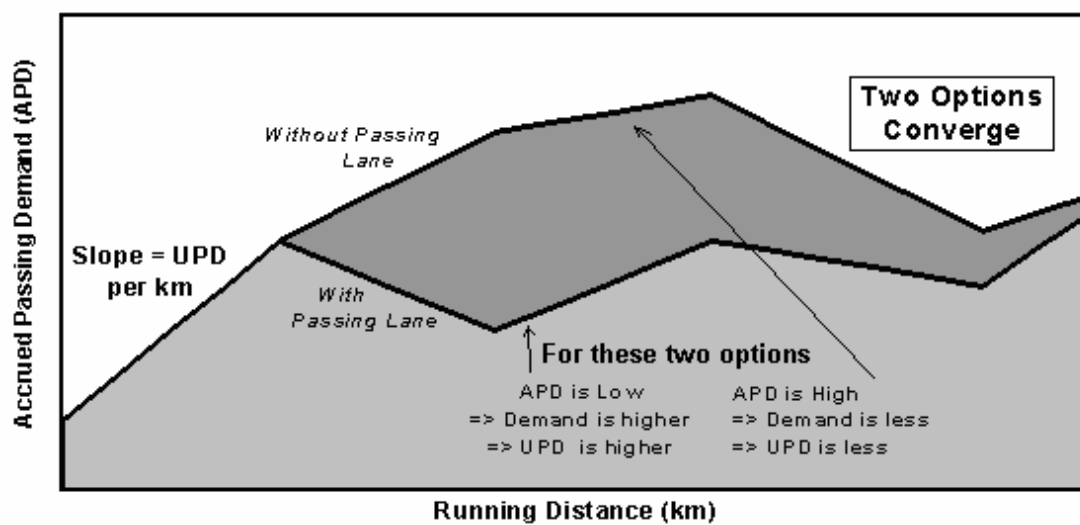 Accrued Passing Demand (APD)
Without Passing
Lane
Two Options
Converge
Slope = UPD
per km
With
Passing Lane
For these two options
APD is Low
=> Demand is higher
=> UPD is higher
APD is High
=> Demand is less
=> UPD is less
Running Distance (km)